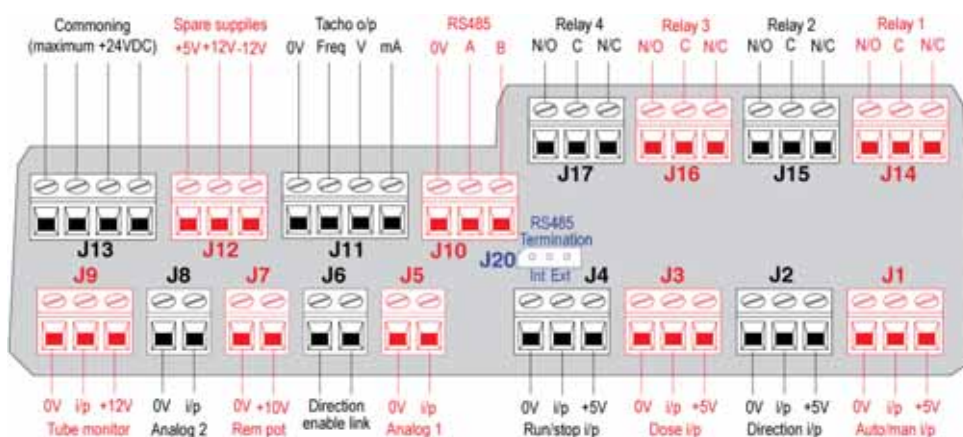 Commoning Spare supplies Tacho o/p RS485 Relay 4 Relay 3 Relay 2 Relay 1
(maximum +24VDC) +5V +12V -12V 0V Freq V mA 0V A B N/O C N/C N/O C N/C N/O C N/C N/O C N/C
J17 J16 J15 J14
J13 J12 J11 J10
RS485
Termination
J20
Int Ext
J9 J8 J7 J6 J5 J4 J3 J2 J1
0V i/p +12V 0V i/p 0V +10V Direction 0V i/p 0V i/p +5V 0V i/p +5V 0V i/p +5V 0V i/p +5V
Tube monitor Analog 2 Rem pot enable link Analog 1 Run/stop i/p Dose i/p Direction i/p Auto/man i/p